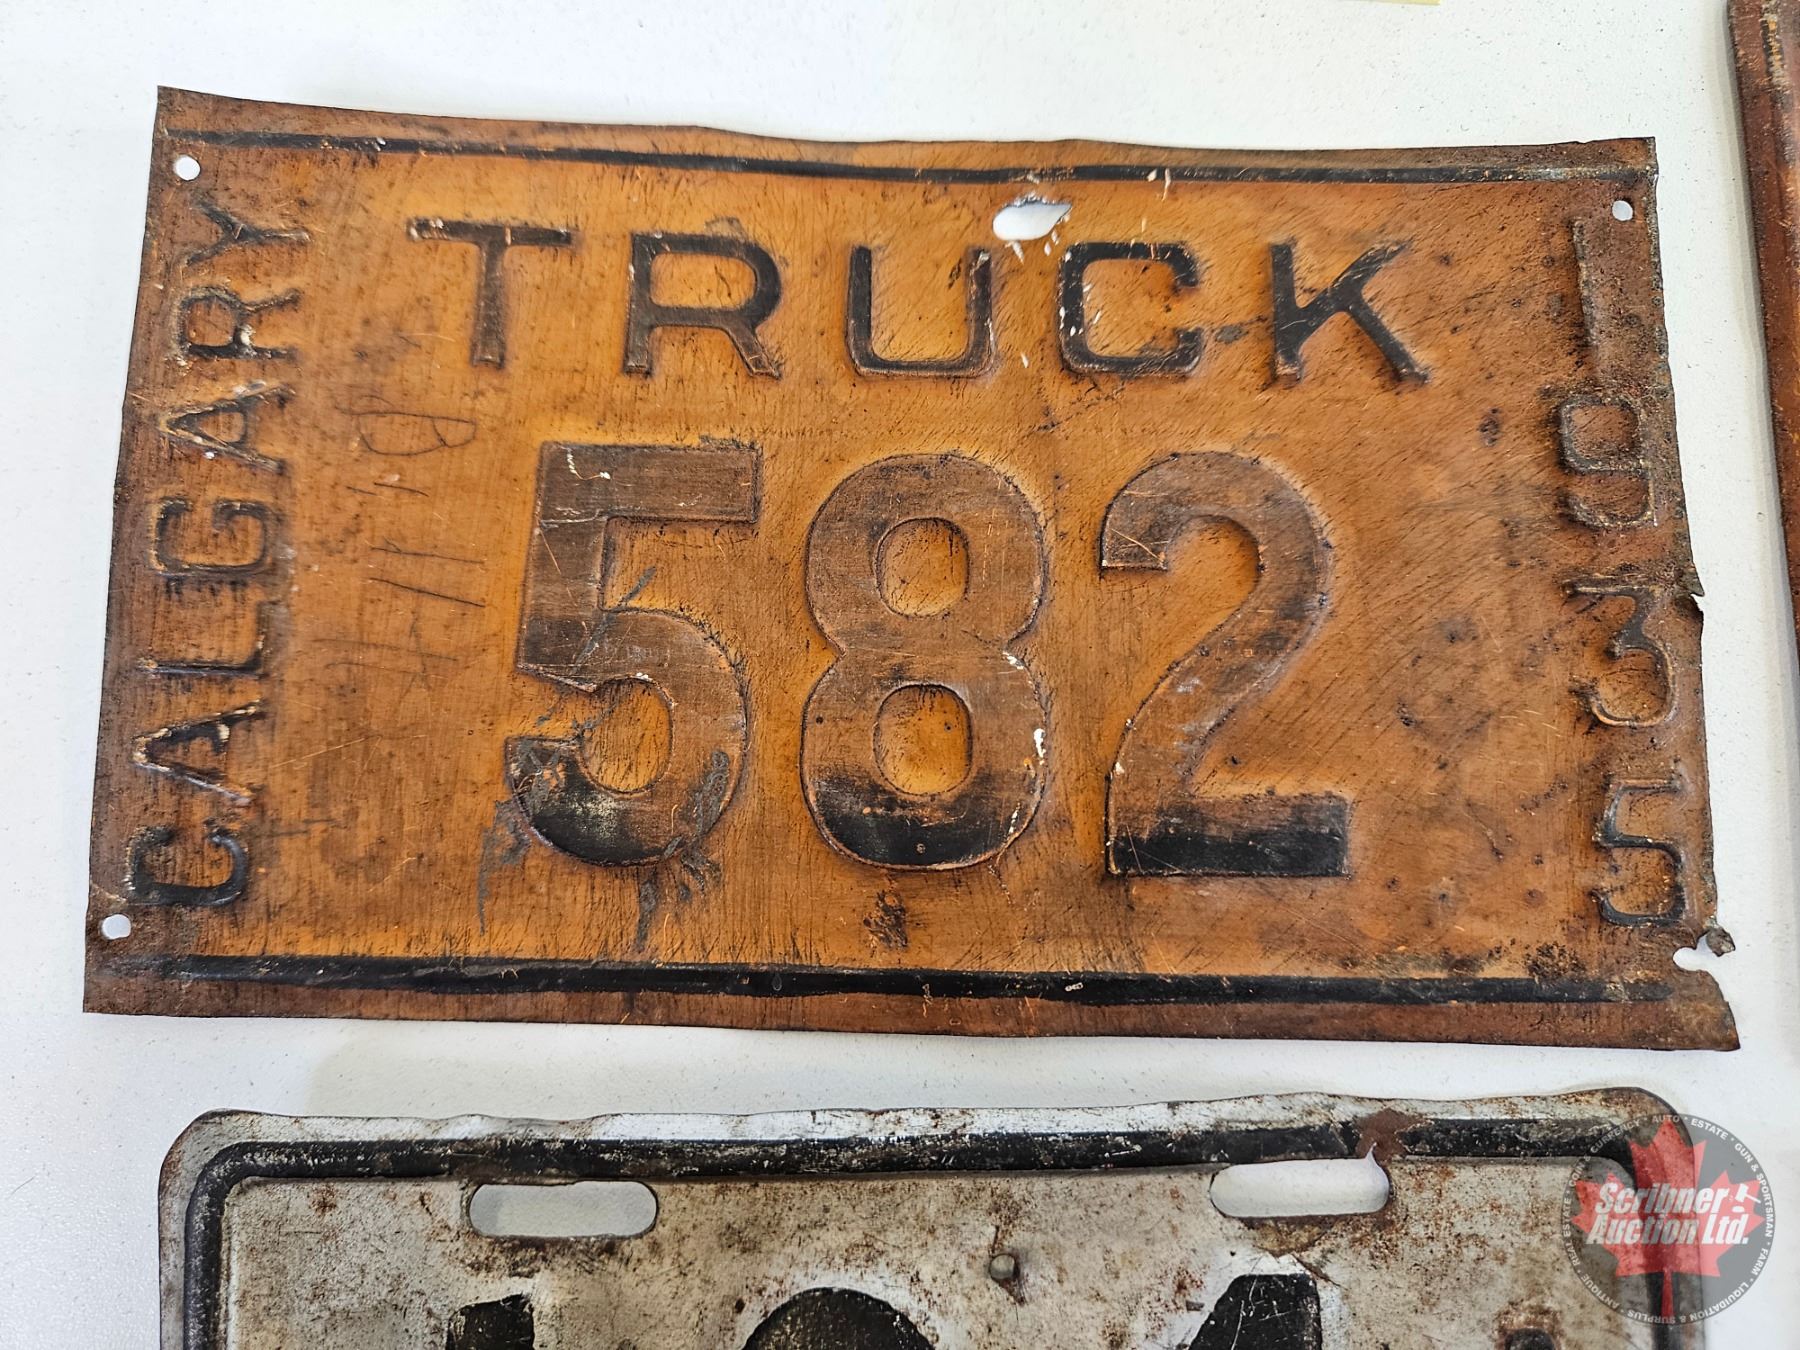 CALGARY
TRUCK
582
1935
Scribner
Auction Ltd.